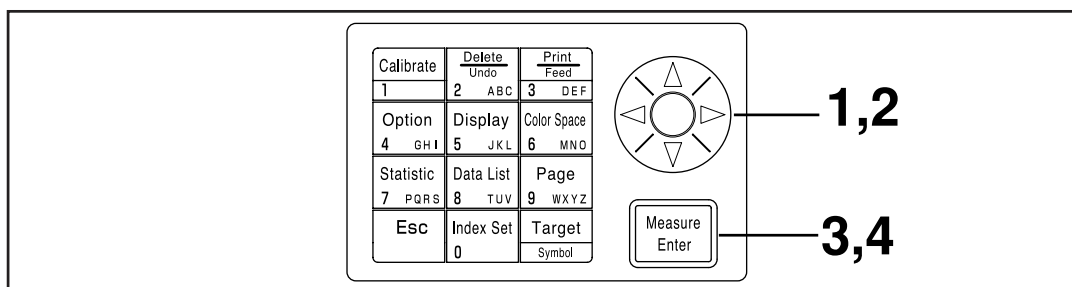 Calibrate
1
Delete
Undo
2 ABC
Print
Feed
3 DEF
Option
4 GHI
Display
5 JKL
Color Space
6 MNO
Statistic
7 PQRS
Data List
8 TUV
Page
9 WXYZ
Esc
Index Set
0
Target
Symbol
1,2
Measure
Enter
3,4